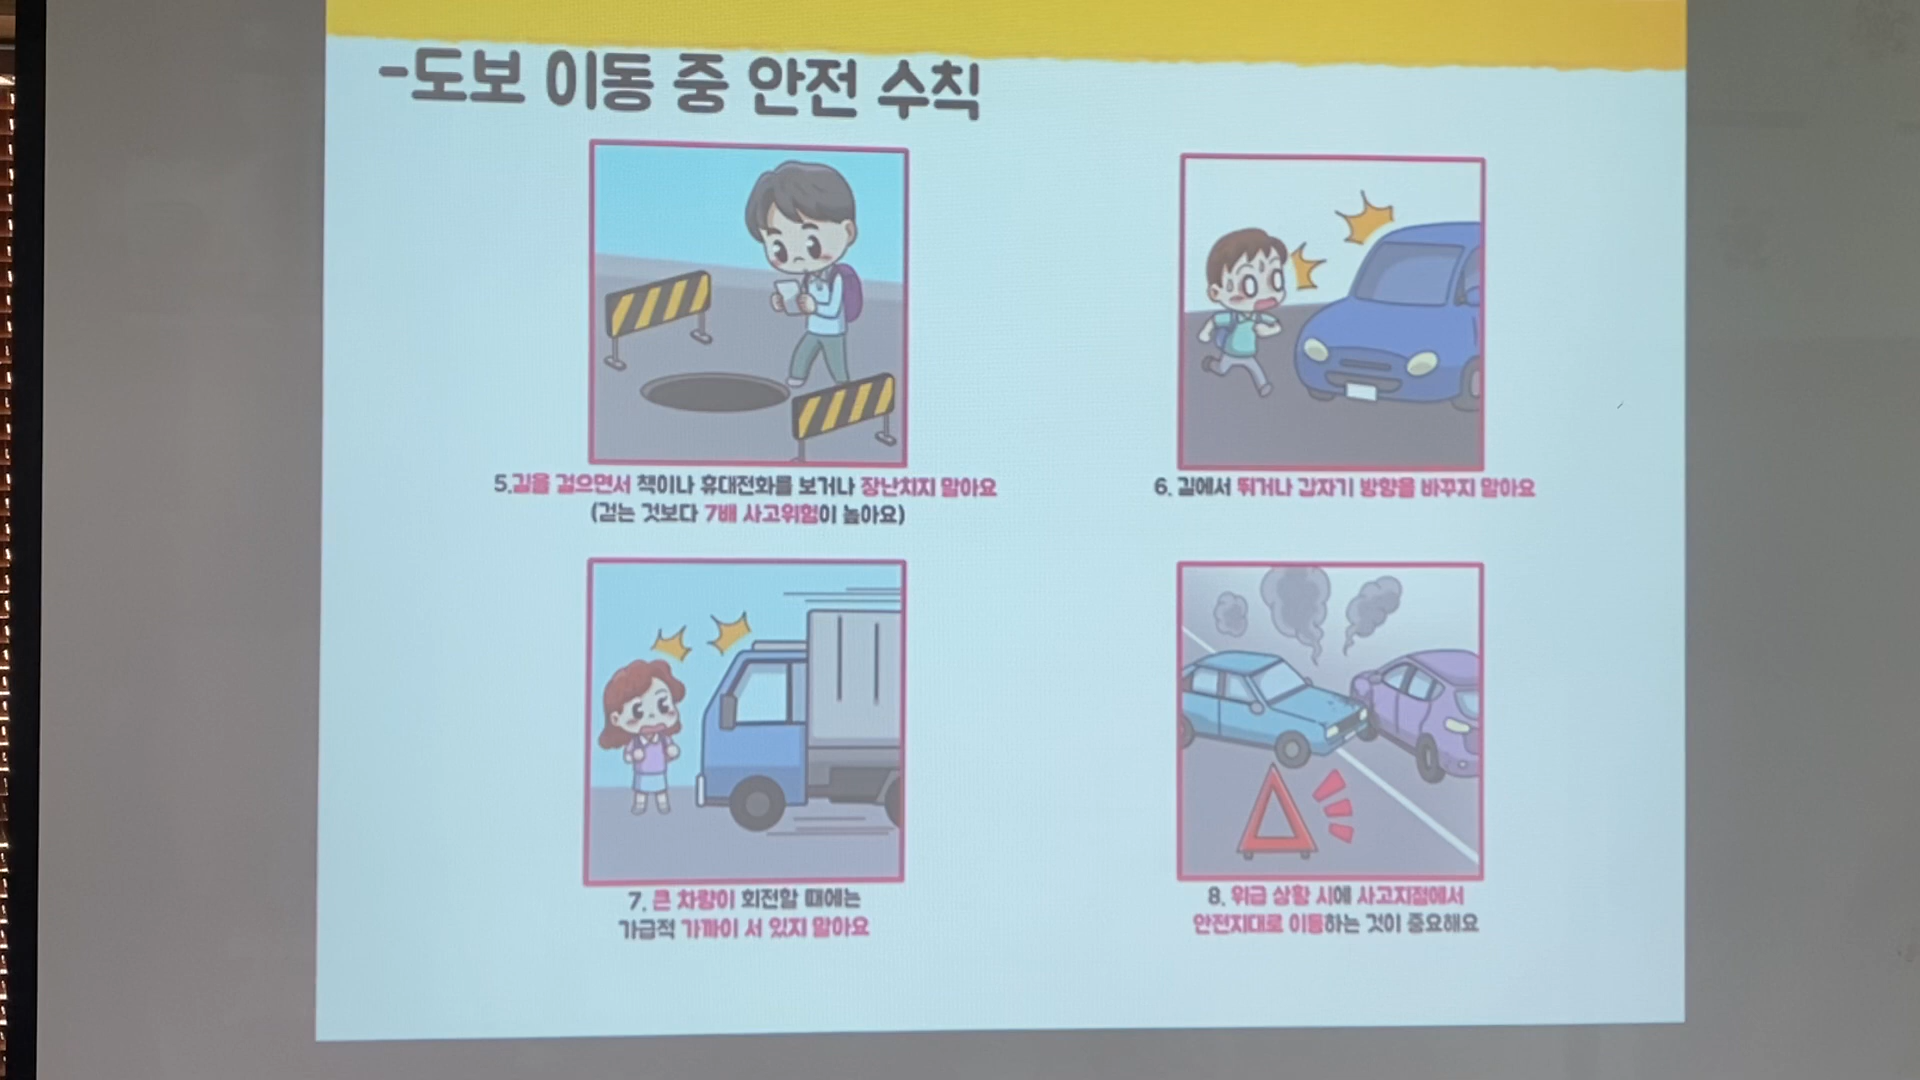 -도보 이동 중 안전 수칙
5.길을 걸으면서 책이나 휴대전화를 보거나 장난치지 말아요
(걷는 것보다 7배 사고위험이 높아요)
6. 길에서 뛰거나 갑자기 방향을 바꾸지 말아요
7. 큰 차량이 회전할 때에는
가급적 가까이 서 있지 말아요
8. 위급 상황 시에 사고지점에서
안전지대로 이동하는 것이 중요해요